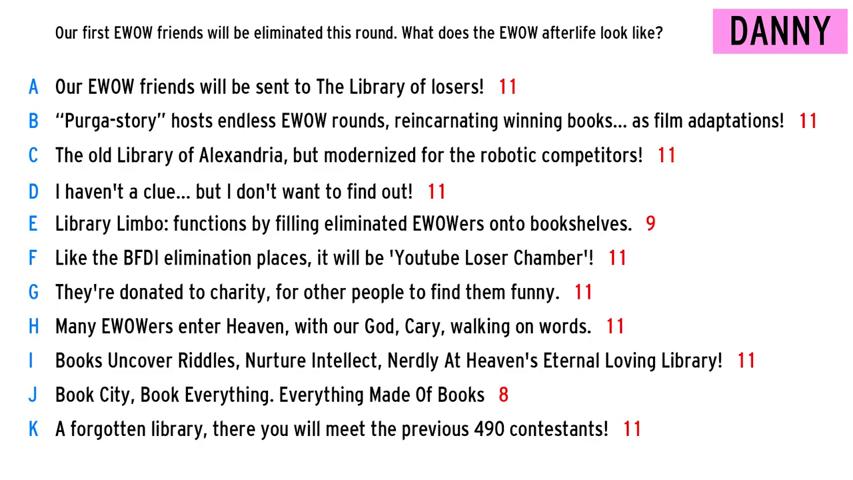 Our first EWOW friends will be eliminated this round. What does the EWOW afterlife look like?
DANNY
A Our EWOW friends will be sent to The Library of losers! 11
B “Purga-story” hosts endless EWOW rounds, reincarnating winning books... as film adaptations! 11
C The old Library of Alexandria, but modernized for the robotic competitors! 11
D I haven't a clue... but I don't want to find out! 11
E Library Limbo: functions by filling eliminated EWOWers onto bookshelves. 9
F Like the BFDI elimination places, it will be 'Youtube Loser Chamber'! 11
G They're donated to charity, for other people to find them funny. 11
H Many EWOWers enter Heaven, with our God, Cary, walking on words. 11
I Books Uncover Riddles, Nurture Intellect, Nerdly At Heaven's Eternal Loving Library! 11
J Book City, Book Everything. Everything Made Of Books 8
K A forgotten library, there you will meet the previous 490 contestants! 11